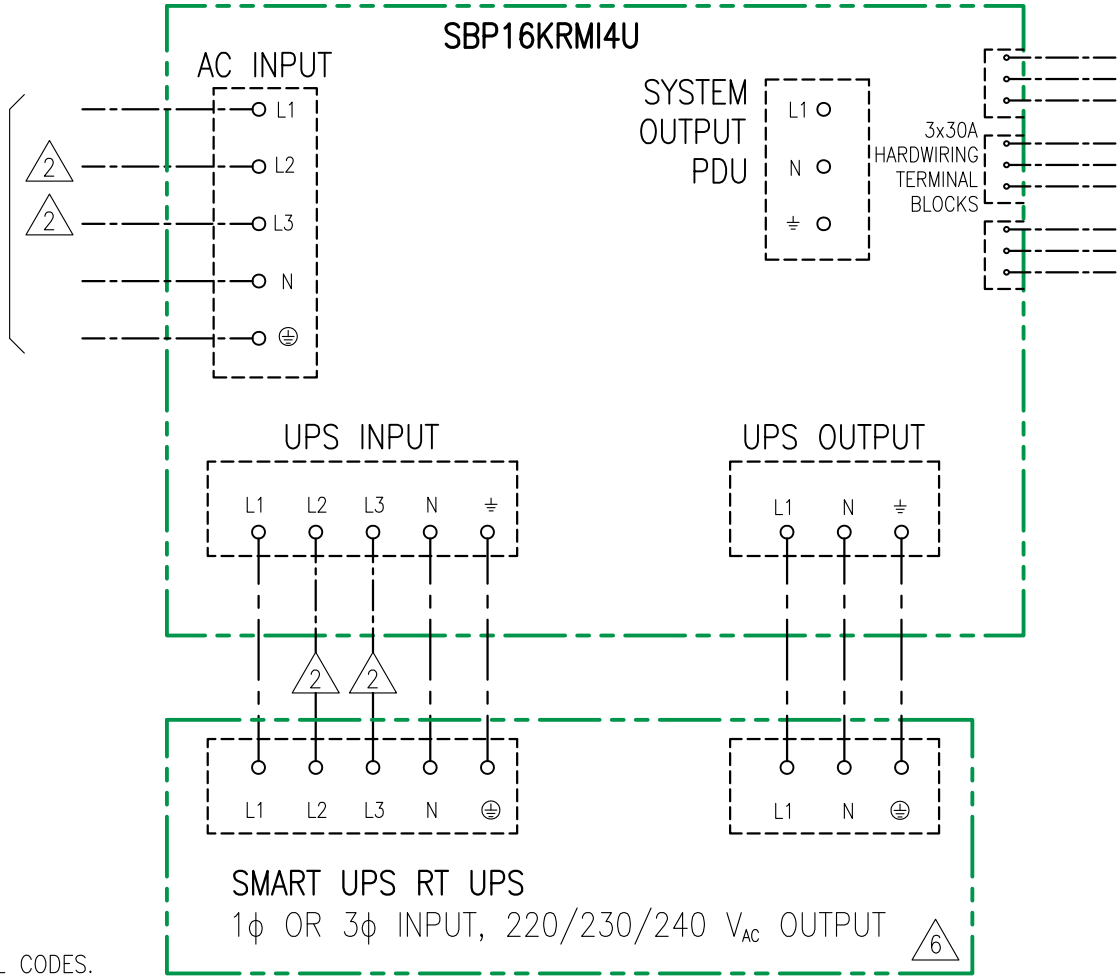 SBP16KRMI4U
AC INPUT
L1
2
L2
2
L3
N
SYSTEM
OUTPUT
PDU
L1
N
3x30A
HARDWIRING
TERMINAL
BLOCKS
UPS INPUT
L1 L2 L3 N
UPS OUTPUT
L1 N
2 2
L1 L2 L3 N
L1 N
SMART UPS RT UPS
1ϕ OR 3ϕ INPUT, 220/230/240 VAC OUTPUT
6
CODES.